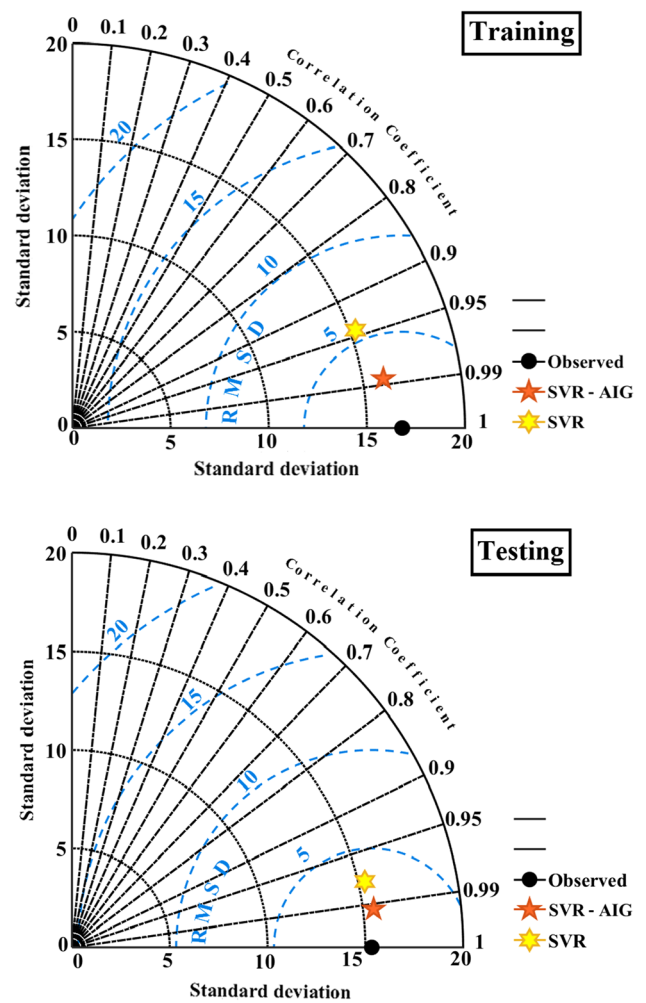 Training
0 0.1 0.2 0.3 0.4 0.5 0.6 0.7 0.8 0.9 0.95 0.99 1
Correlation Coefficient
20
15
10
5
0
Standard deviation
20
15
10
5
RMSD
5 10 15 20
Standard deviation
Observed
SVR - AIG
SVR
Testing
0 0.1 0.2 0.3 0.4 0.5 0.6 0.7 0.8 0.9 0.95 0.99 1
Correlation Coefficient
20
15
10
5
0
Standard deviation
20
15
10
5
RMSD
0 5 10 15 20
Standard deviation
Observed
SVR - AIG
SVR